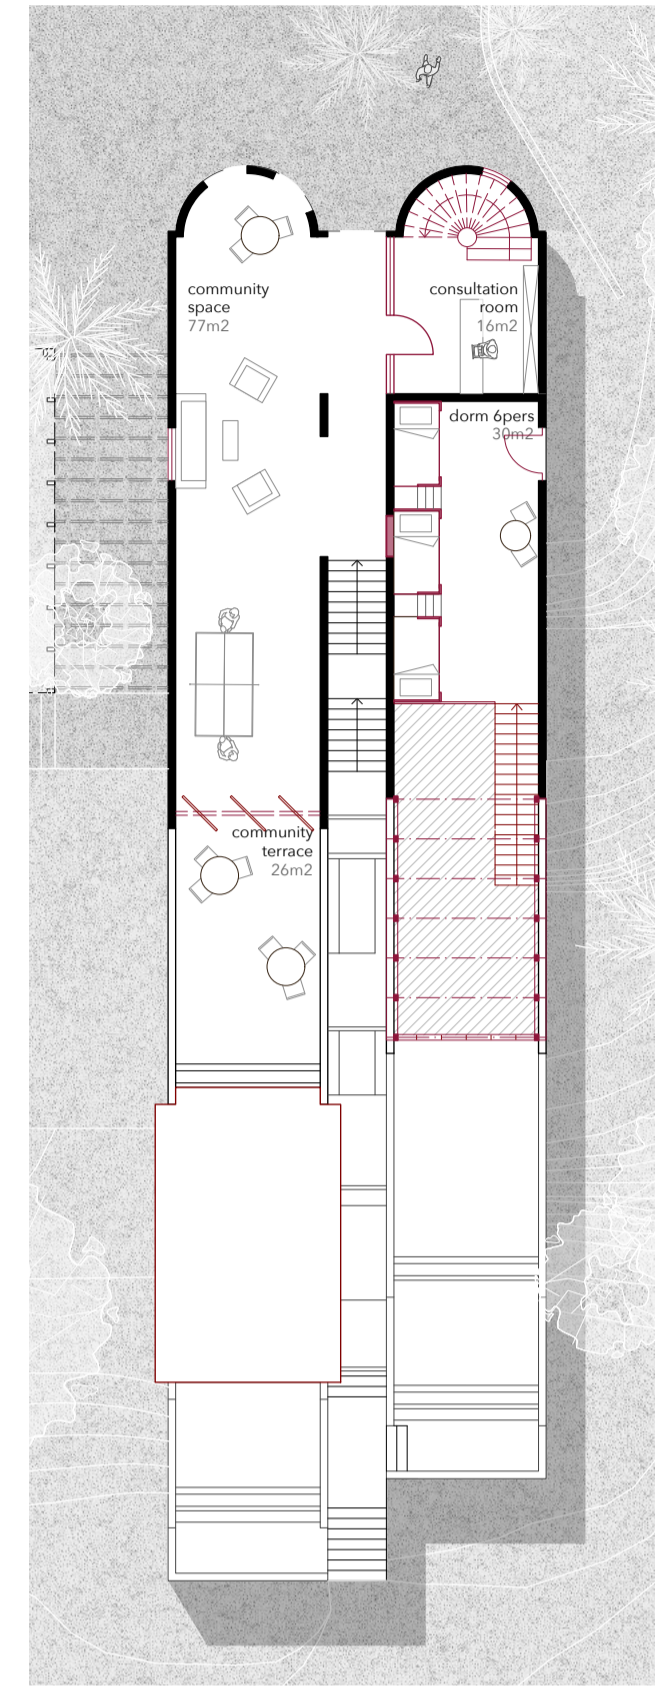 community
space
77m2
consultation
room
16m2
dorm 6pers
30m2
community
terrace
26m2